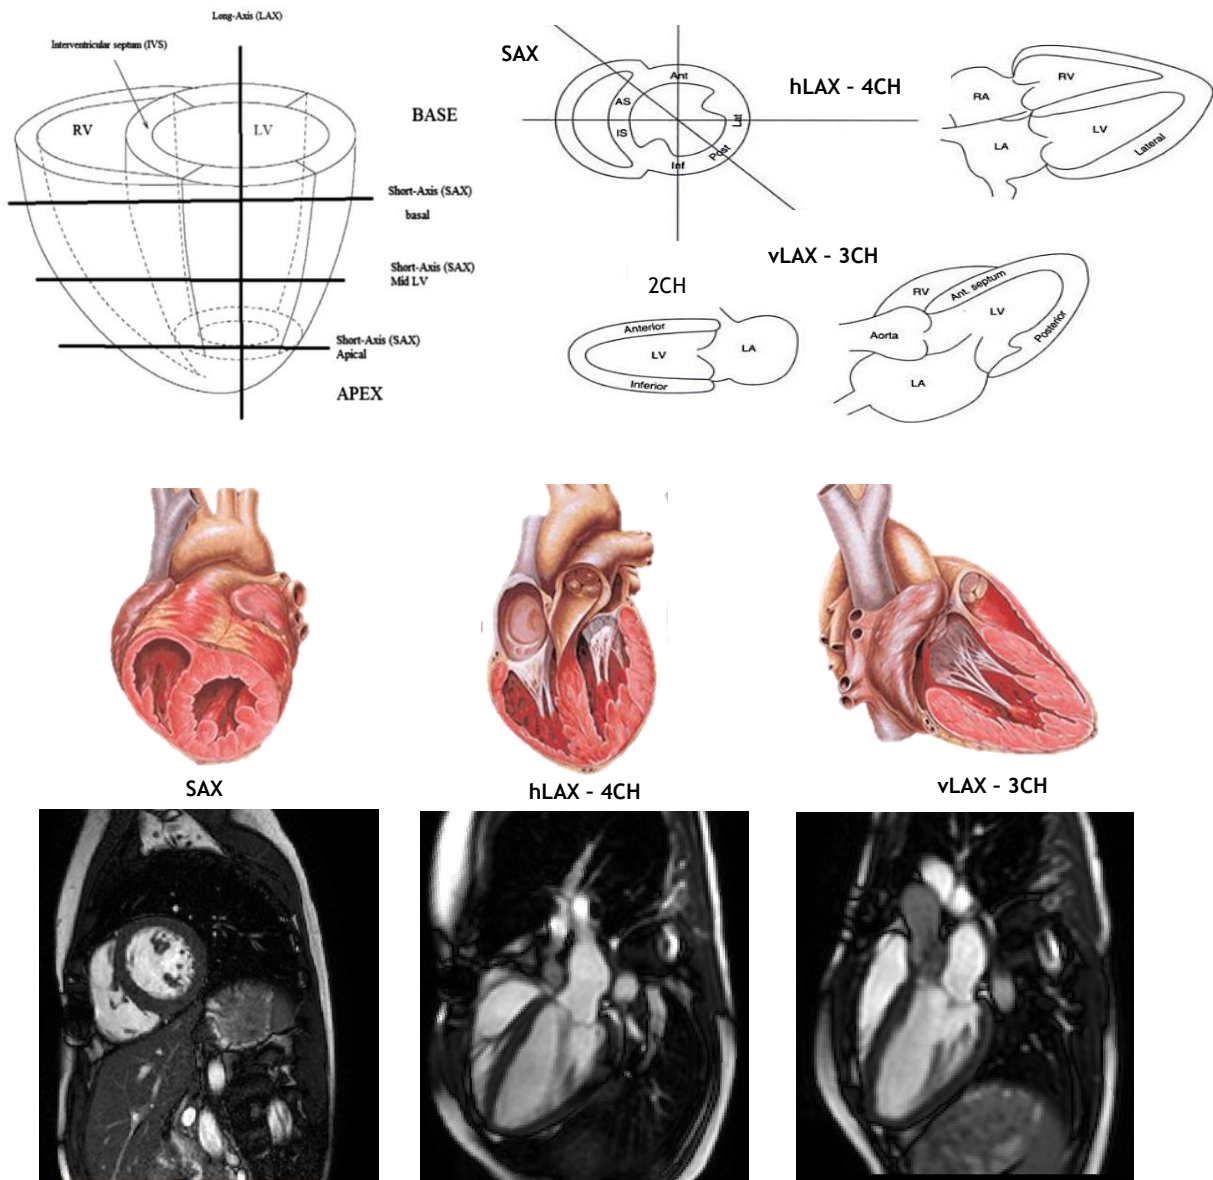 Long-Axis (LAX)
Interventricular septum (IVS)
RV
LV
BASE
Short-Axis (SAX)
basal
Short-Axis (SAX)
Mid LV
Short-Axis (SAX)
Apical
APEX
SAX
Ant
AS
IS
Lat
Inf
Post
hLAX - 4CH
RV
RA
LV
LA
Lateral
2CH
Anterior
LV
LA
Inferior
vLAX - 3CH
RV
Ant. septum
LV
Aorta
Posterior
LA
SAX
hLAX - 4CH
vLAX - 3CH